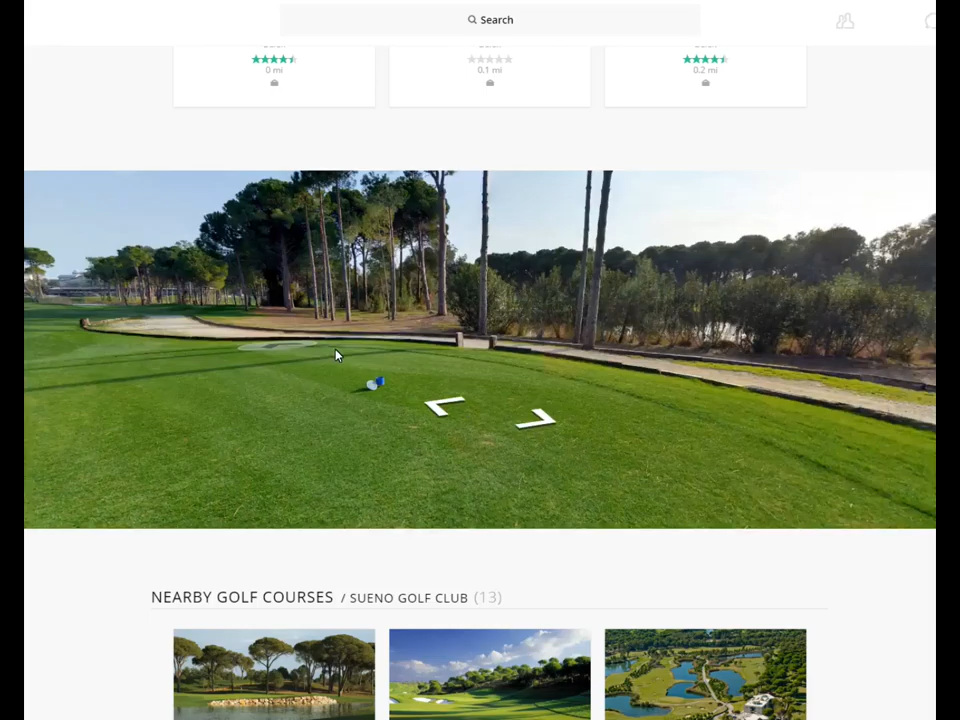 Search
0 mi
0.1 mi
0.2 mi
NEARBY GOLF COURSES / SUENO GOLF CLUB (13)